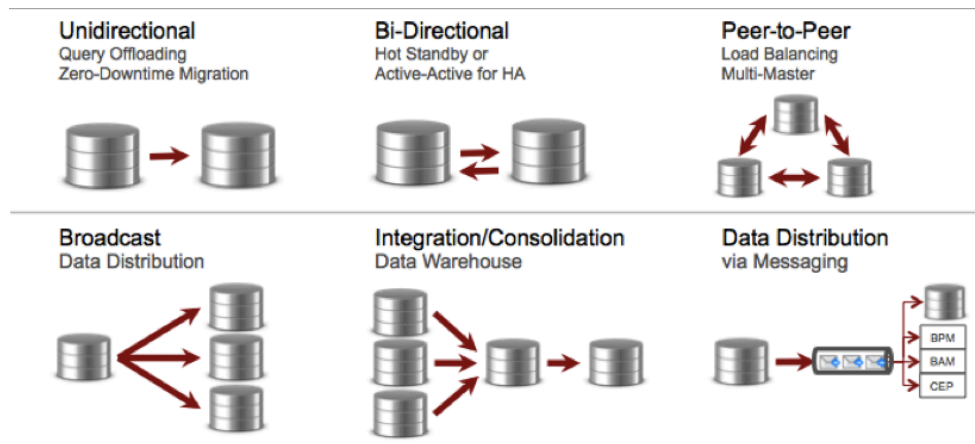 Unidirectional
Query Offloading
Zero-Downtime Migration
Bi-Directional
Hot Standby or
Active-Active for HA
Peer-to-Peer
Load Balancing
Multi-Master
Broadcast
Data Distribution
Integration/Consolidation
Data Warehouse
Data Distribution
via Messaging
BPM
BAM
CEP